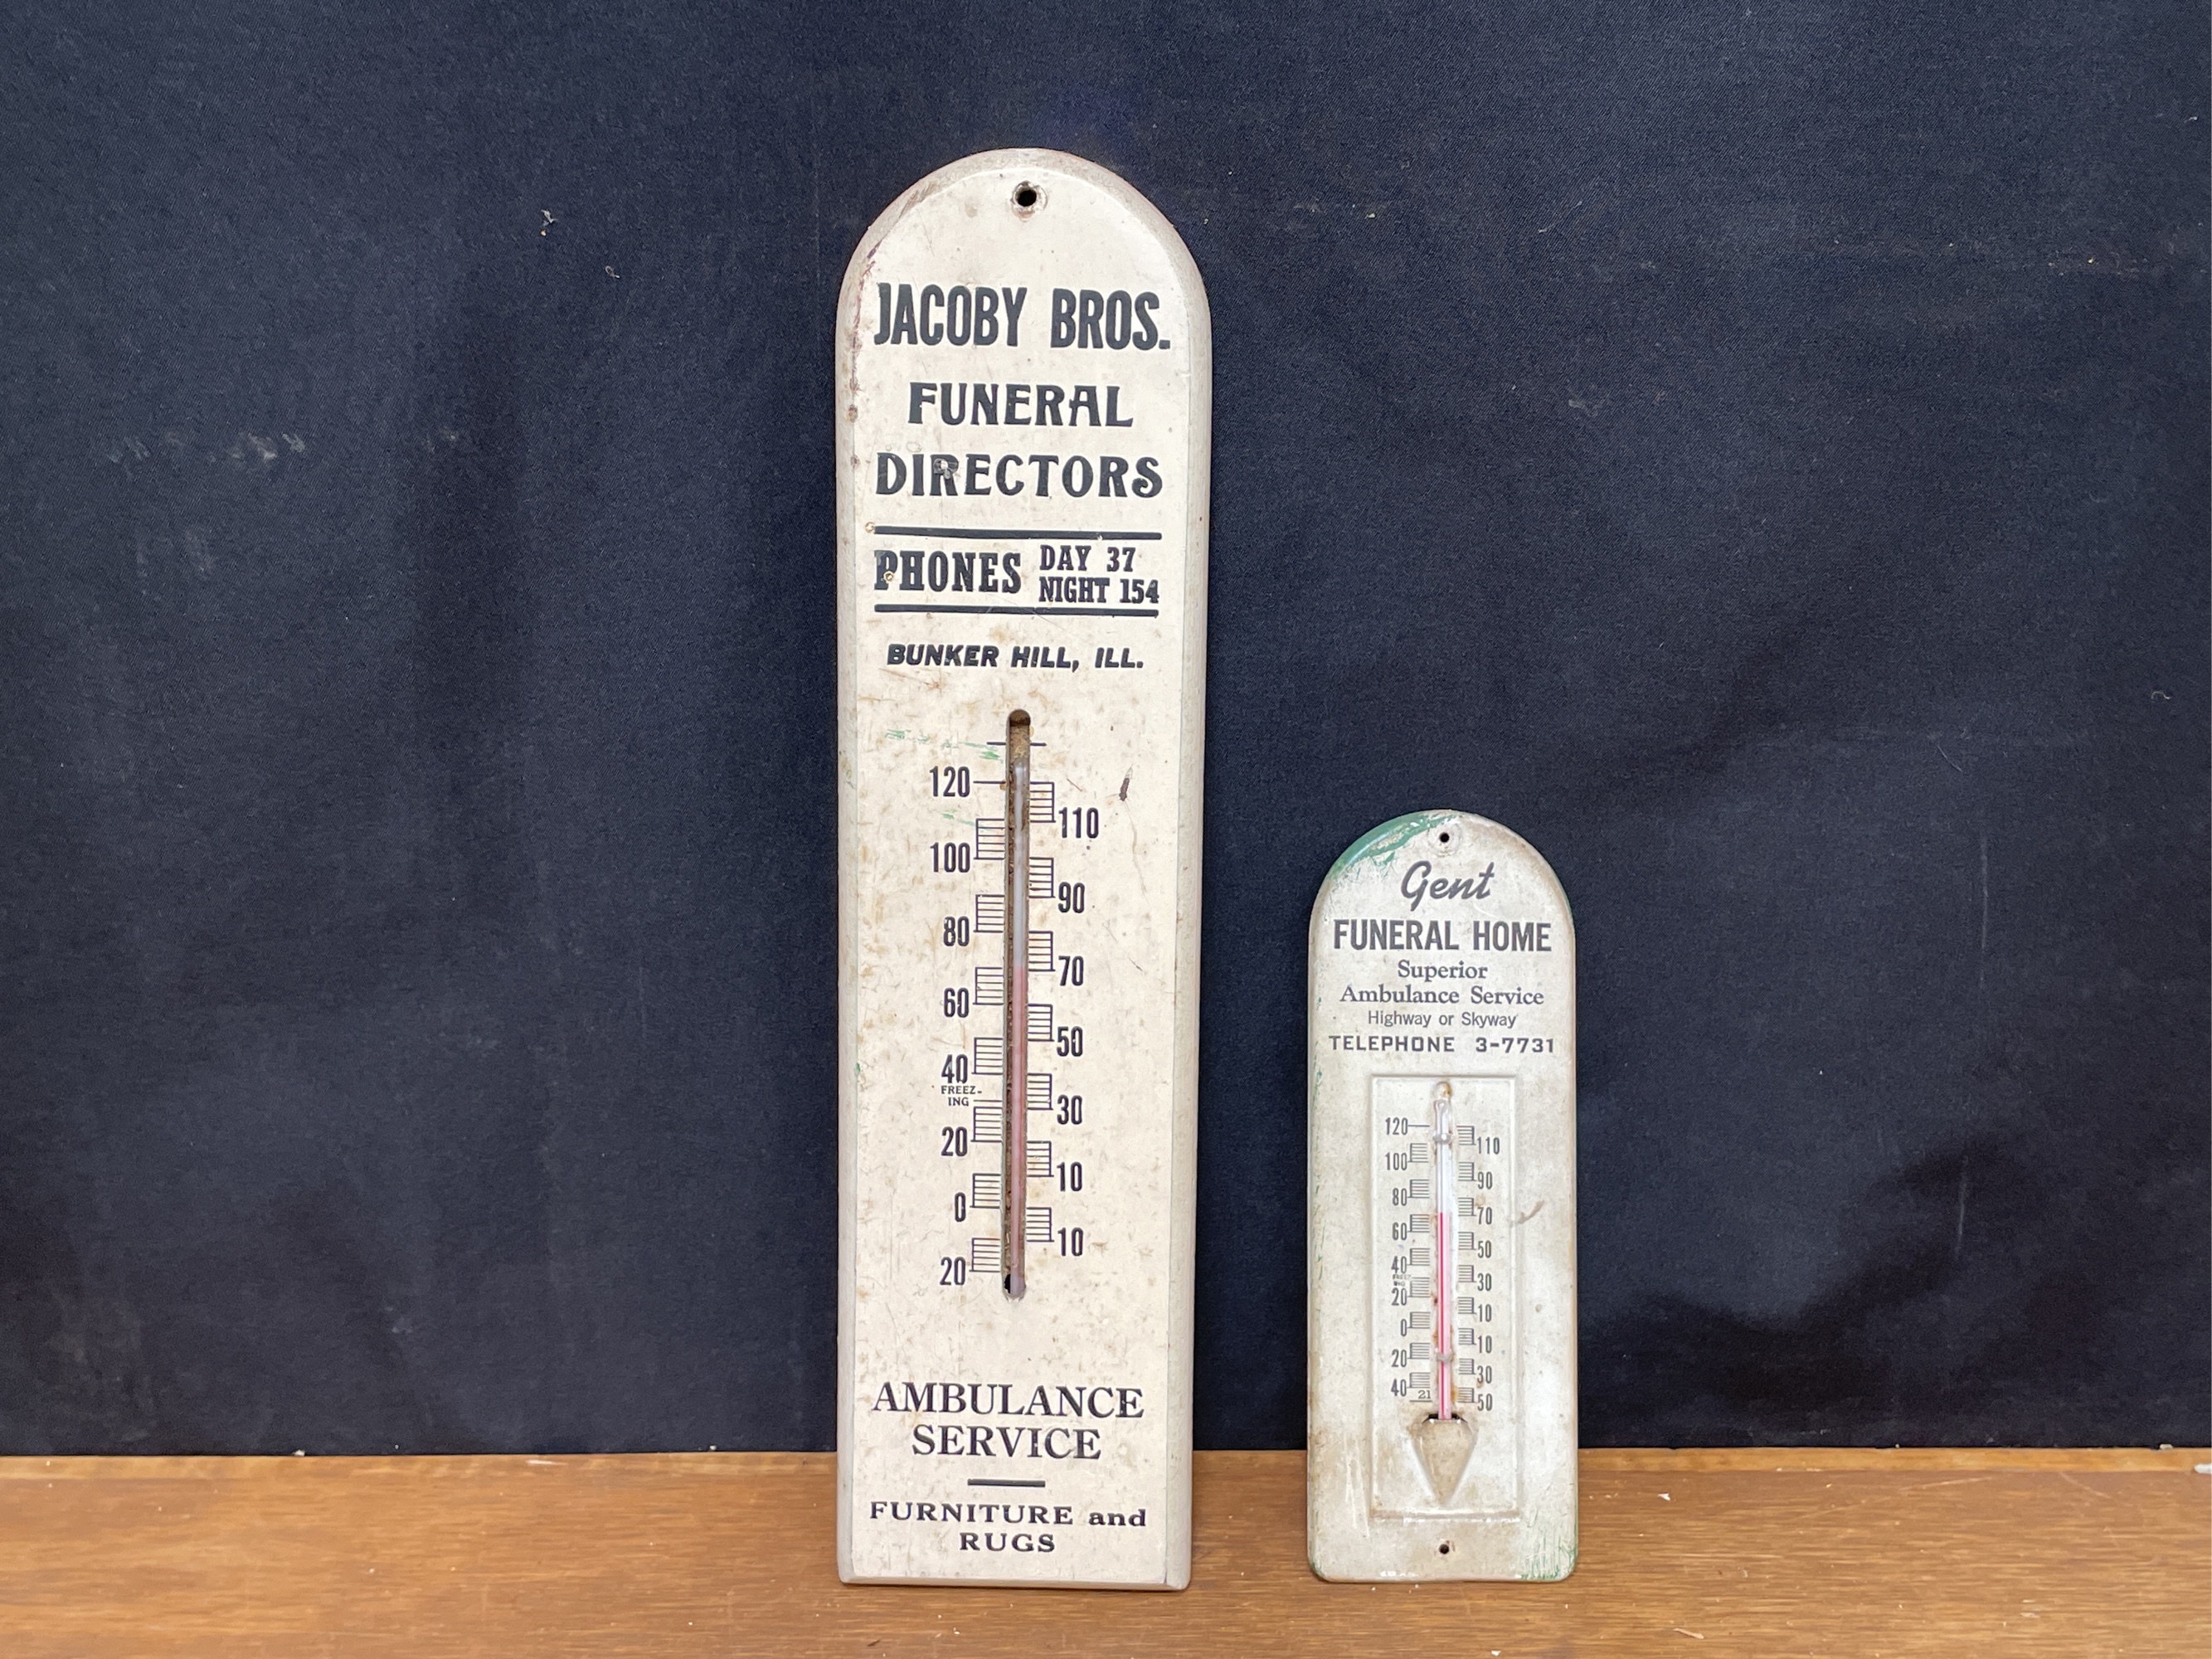 JACOBY BROS.
FUNERAL
DIRECTORS
PHONES DAY 37
NIGHT 154
BUNKER HILL, ILL.
120
110
100
90
80
70
60
50
40
FREEZ-
ING
30
20
10
0
10
20
AMBULANCE
SERVICE
FURNITURE and
RUGS
Gent
FUNERAL HOME
Superior
Ambulance Service
Highway or Skyway
TELEPHONE 3-7731
120
110
100
90
80
70
60
50
40
FREEZ-
ING
30
20
10
0
10
20
30
40
21
50